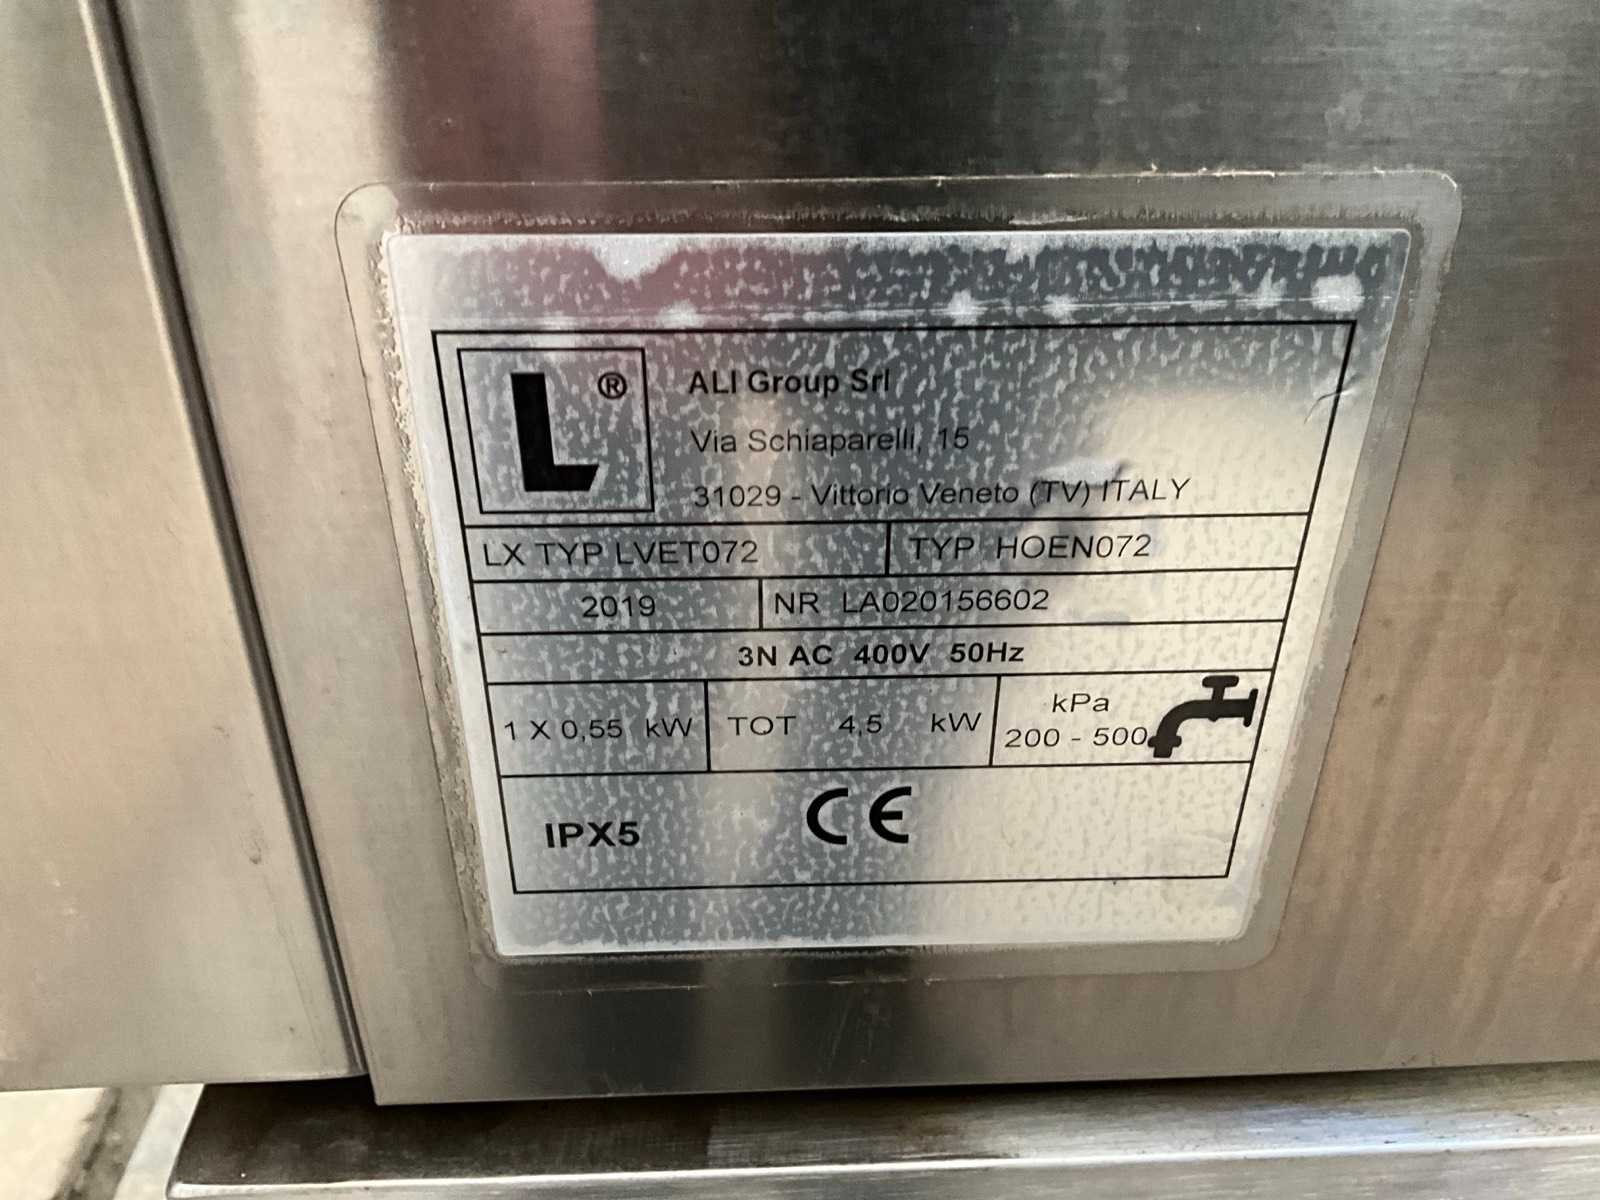 L ®
ALI Group Srl
Via Schiaparelli, 15
31029 - Vittorio Veneto (TV) ITALY
LX TYP LVET072
TYP HOEN072
2019
NR LA020156602
3N AC 400V 50Hz
1 X 0,55 kW
TOT 4,5 kW
kPa
200 - 500
IPX5
CE